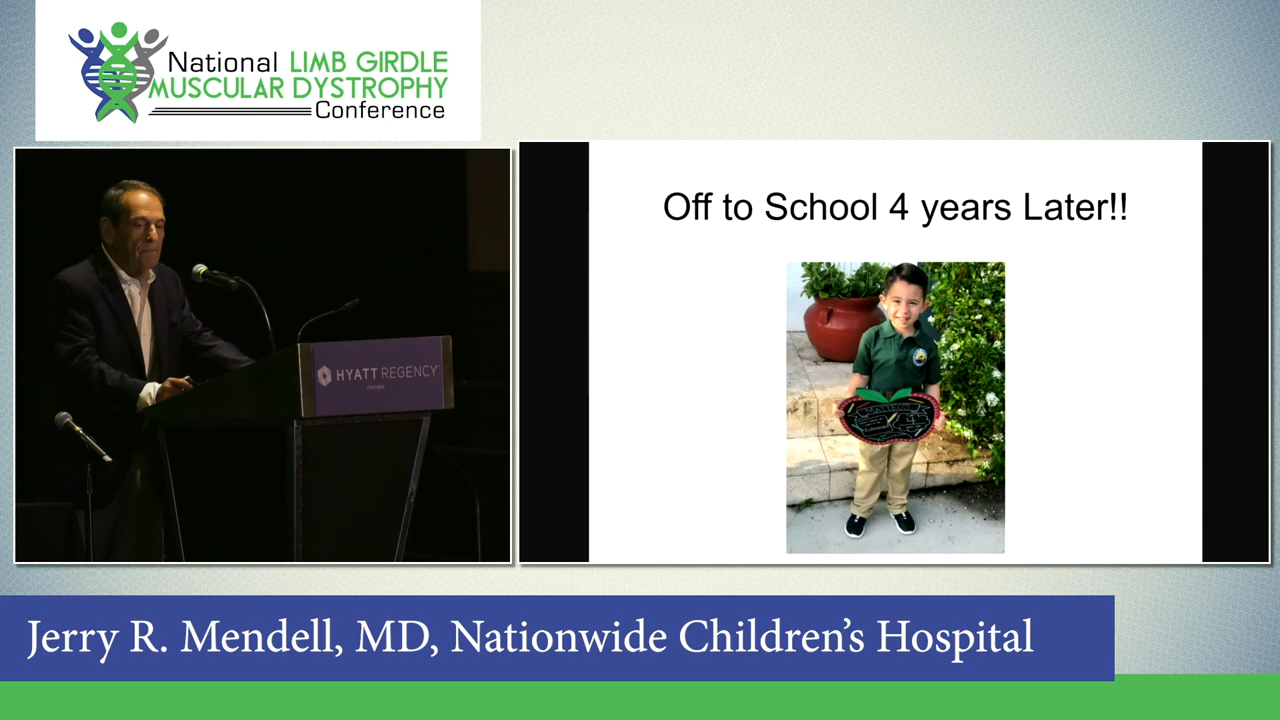 National LIMB GIRDLE
MUSCULAR DYSTROPHY
Conference
Off to School 4 years Later!!
HYATT REGENCY
CHICAGO
Jerry R. Mendell, MD, Nationwide Children's Hospital